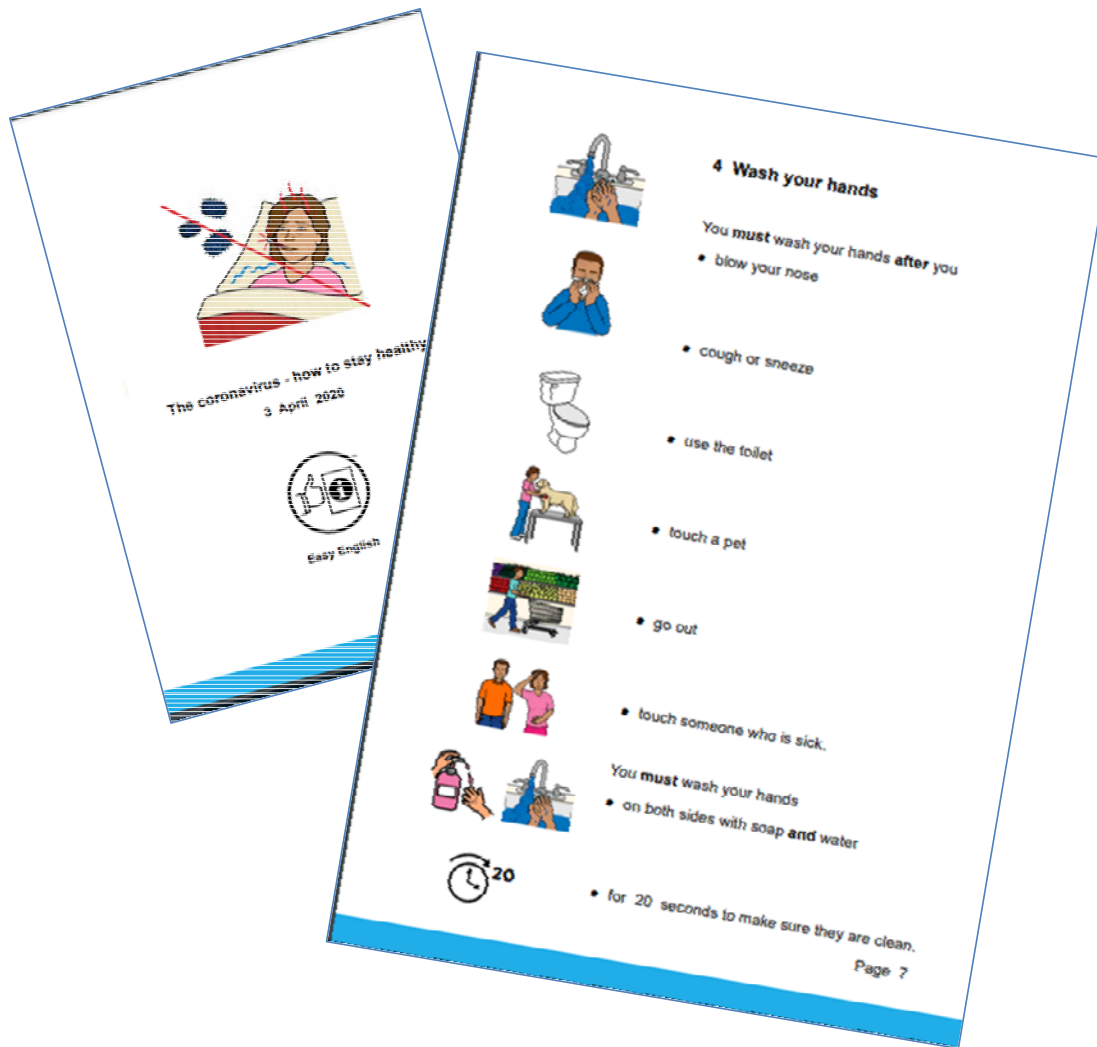 The coronavirus - how to stay healthy
3 April 2020
Easy English
4 Wash your hands
You must wash your hands after you
• blow your nose
• cough or sneeze
• use the toilet
• touch a pet
• go out
• touch someone who is sick.
You must wash your hands
• on both sides with soap and water
20
• for 20 seconds to make sure they are clean.
Page 7